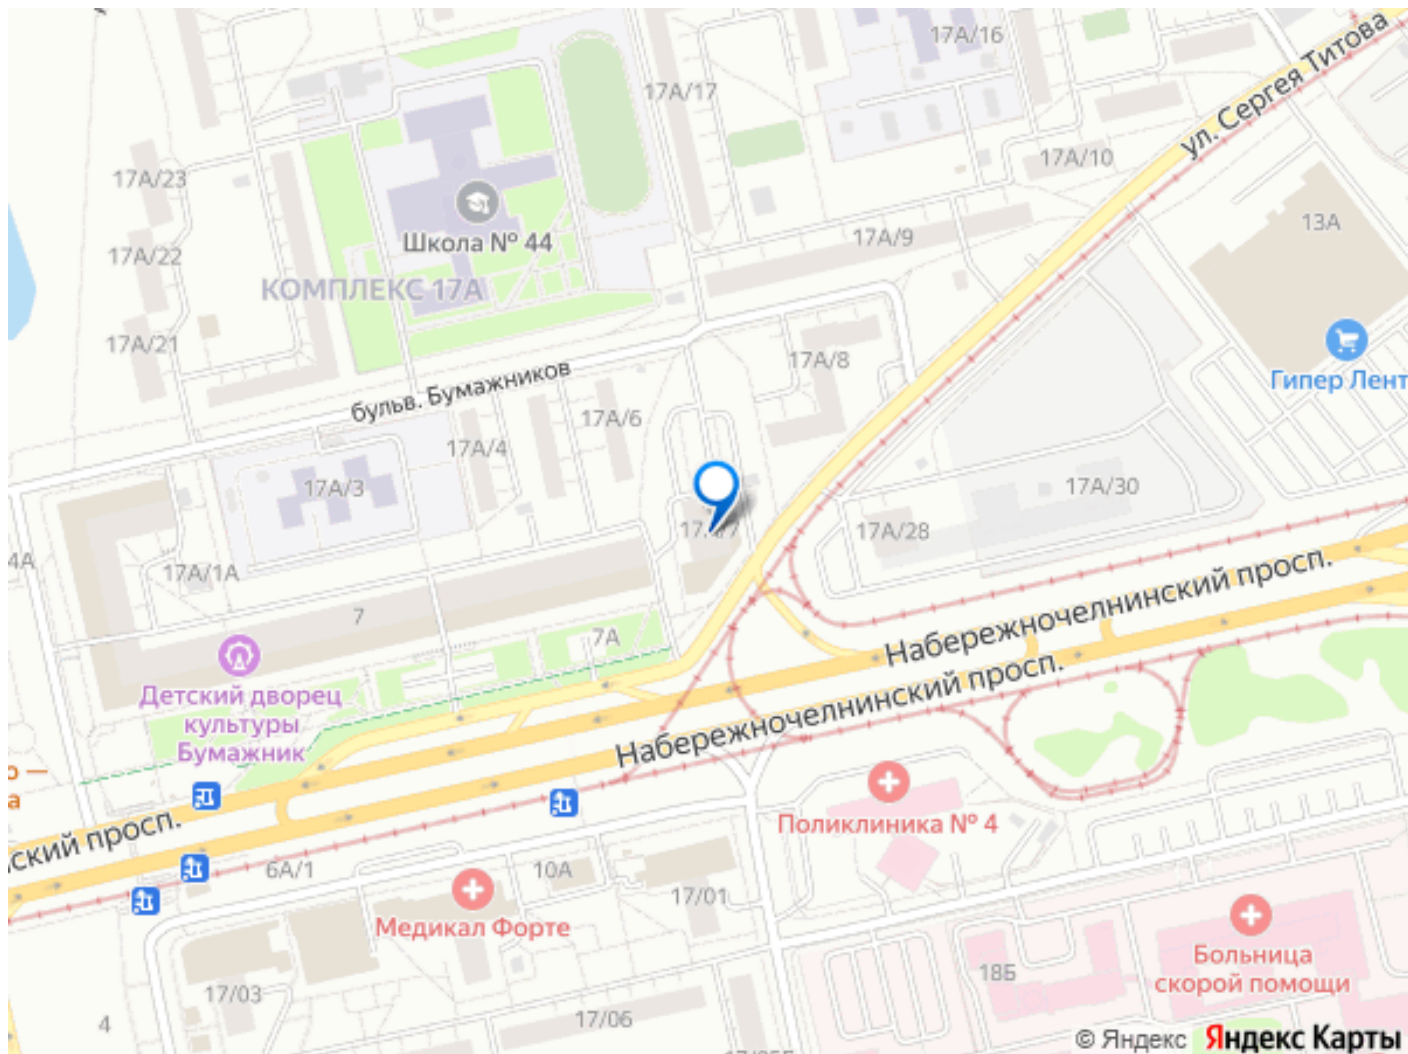 17А/16
ул. Сергея Титова
17А/17
17А/10
17А/23
13А
Школа № 44
17А/9
17А/22
КОМПЛЕКС 17А
17А/21
17А/8
Гипер Лент
бульв. Бумажников
17А/6
17А/4
17А/3
17А/30
17А/28
4А
17А/1А
Набережночелнинский просп.
7
7А
Детский дворец
культуры
Бумажник
Набережночелнинский просп.
о —
а
ский просп.
Поликлиника № 4
6А/1
10А
17/01
Медикал Форте
Больница
скорой помощи
18Б
17/03
4
17/06
© Яндекс Яндекс Карты